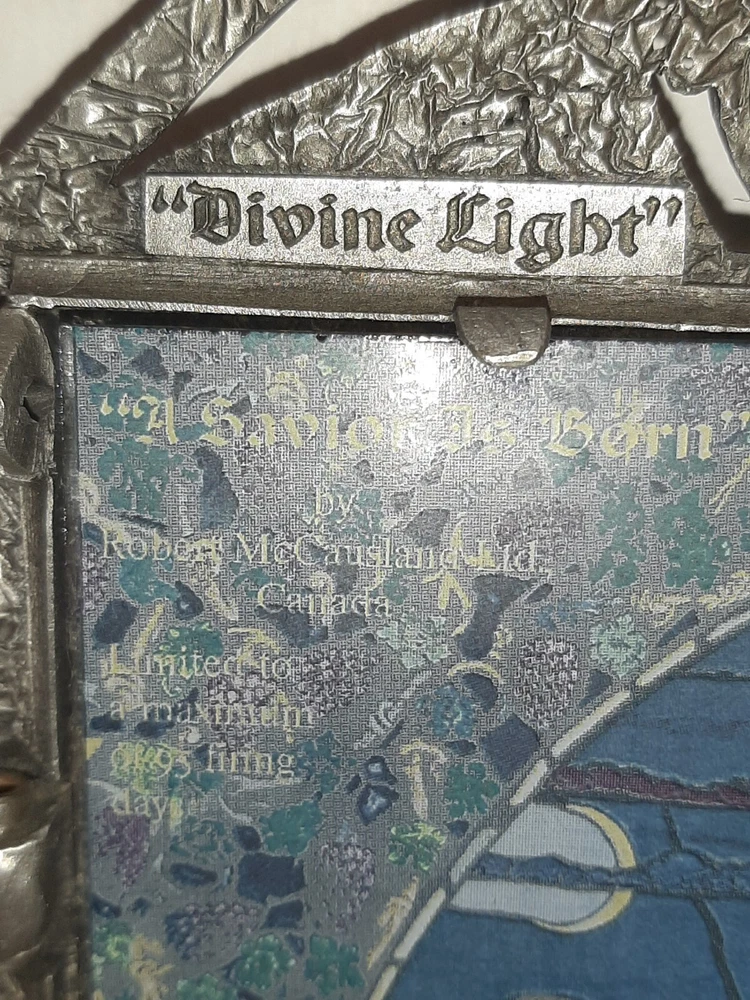 "Divine Light"
"A Savior Is Born"
by
Robert McCausland Ltd.
Canada
Limited to
a maximum
of 95 firing
days